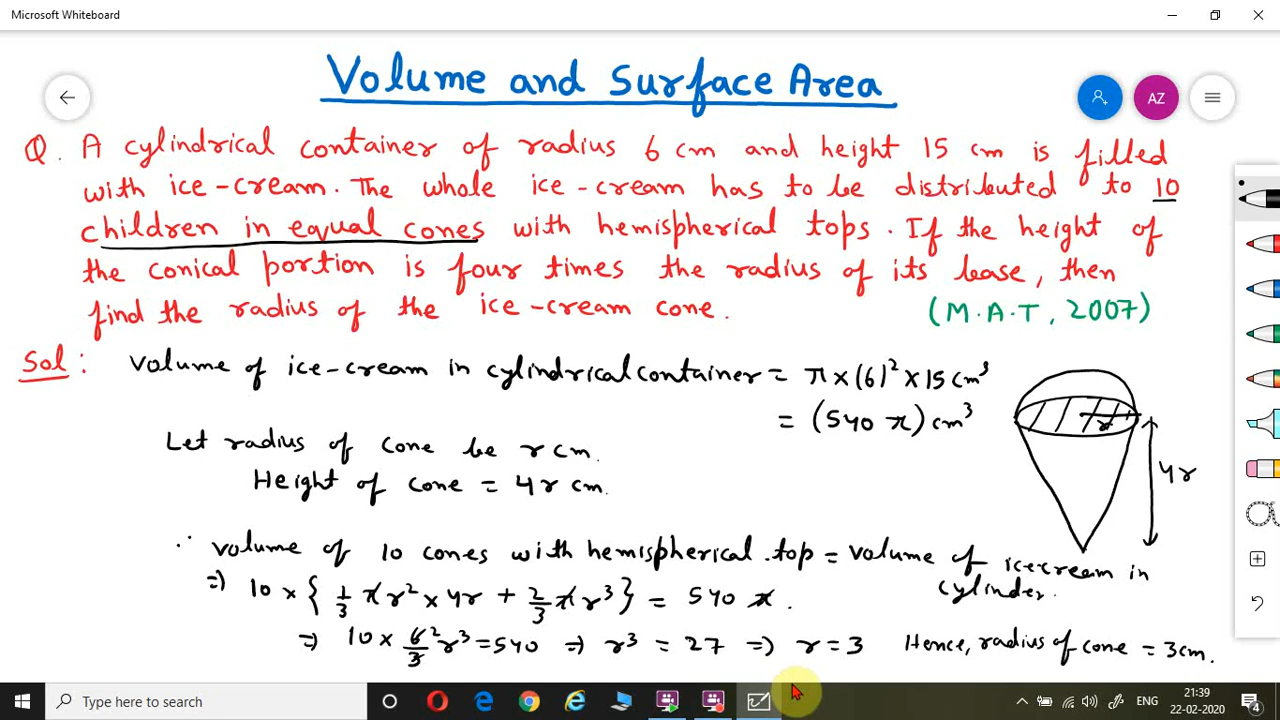 Microsoft Whiteboard
Volume and Surface Area
AZ
Q. A cylindrical container of radius 6 cm and height 15 cm is filled
with ice-cream. The whole ice-cream has to be distributed to 10
children in equal cones with hemispherical tops. If the height of
the conical portion is four times the radius of its base, then
find the radius of the ice-cream cone. (M.A.T, 2007)
Sol: Volume of ice-cream in cylindrical container = π×(6)²×15 cm³
= (540 π) cm³
r
4r
Let radius of cone be r cm.
Height of cone = 4r cm.
∵ volume of 10 cones with hemispherical top = volume of icecream in
cylinder.
⇒ 10 × { 1/3 π r² × 4r + 2/3 π r³ } = 540 π.
⇒ 10 × 6/3 2 r³ = 540 ⇒ r³ = 27 ⇒ r = 3 Hence, radius of cone = 3cm.
Type here to search
ENG
21:39
22-02-2020
4